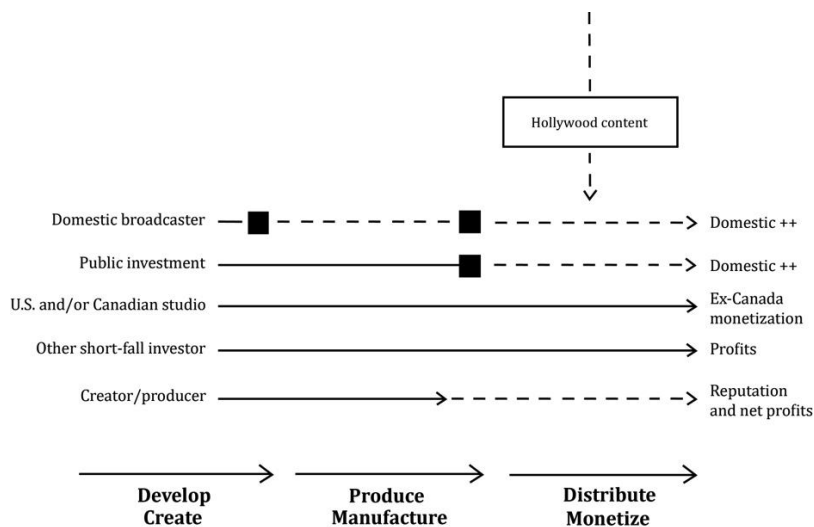 Hollywood content
Domestic broadcaster
Domestic ++
Public investment
Domestic ++
U.S. and/or Canadian studio
Ex-Canada
monetization
Other short-fall investor
Profits
Creator/producer
Reputation
and net profits
Develop
Create
Produce
Manufacture
Distribute
Monetize